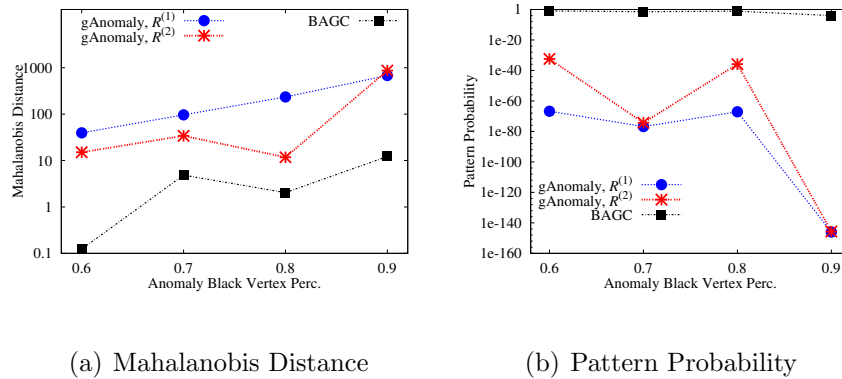 gAnomaly, R^(1)
gAnomaly, R^(2)
BAGC
Mahalanobis Distance
1000
100
10
1
0.1
0.6 0.7 0.8 0.9
Anomaly Black Vertex Perc.
(a) Mahalanobis Distance
Pattern Probability
1
1e-20
1e-40
1e-60
1e-80
1e-100
1e-120
1e-140
1e-160
gAnomaly, R^(1)
gAnomaly, R^(2)
BAGC
0.6 0.7 0.8 0.9
Anomaly Black Vertex Perc.
(b) Pattern Probability